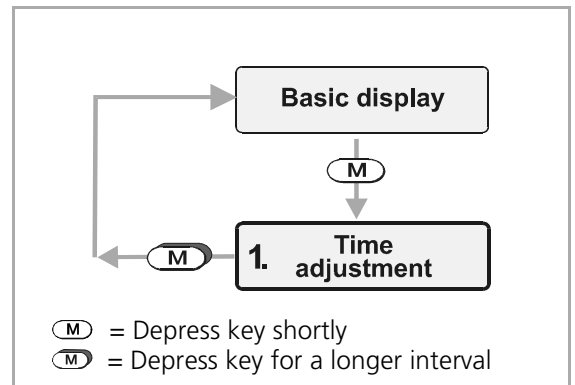 Basic display
M
M
1. Time
adjustment
M = Depress key shortly
M = Depress key for a longer interval